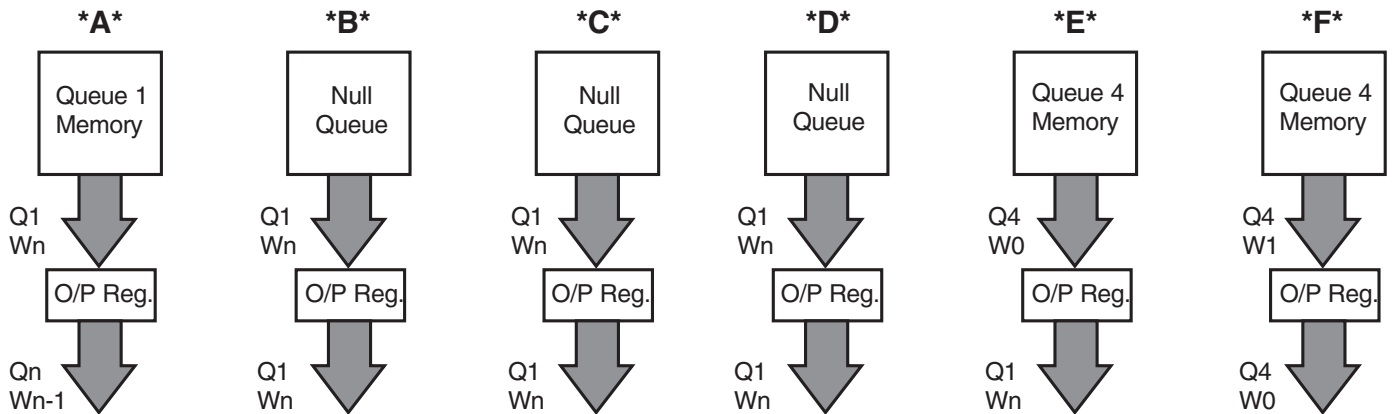 *A*
*B*
*C*
*D*
*E*
*F*
Queue 1
Memory
Null
Queue
Null
Queue
Null
Queue
Queue 4
Memory
Queue 4
Memory
Q1
Wn
Q1
Wn
Q1
Wn
Q1
Wn
Q4
W0
Q4
W1
O/P Reg.
O/P Reg.
O/P Reg.
O/P Reg.
O/P Reg.
O/P Reg.
Qn
Wn-1
Q1
Wn
Q1
Wn
Q1
Wn
Q1
Wn
Q4
W0